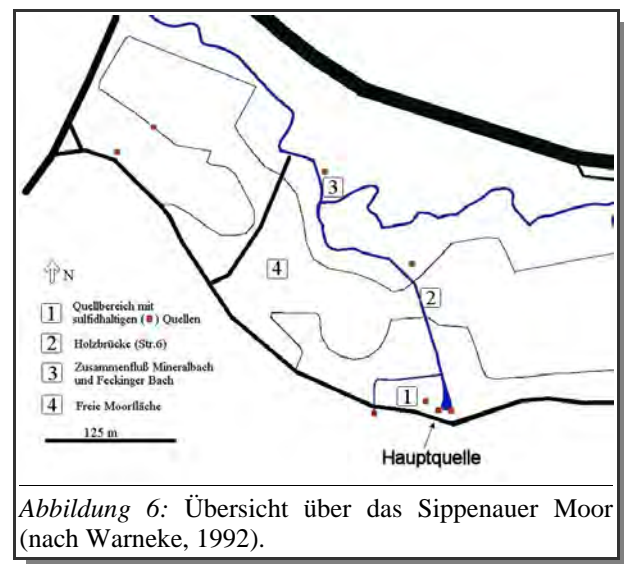 3
4
2
1
N
1 Quellbereich mit
sulfidhaltigen ( ) Quellen
2 Holzbrücke (Str.6)
3 Zusammenfluß Mineralbach
und Feckinger Bach
4 Freie Moorfläche
125 m
Hauptquelle
Abbildung 6: Übersicht über das Sippenauer Moor
(nach Warneke, 1992).